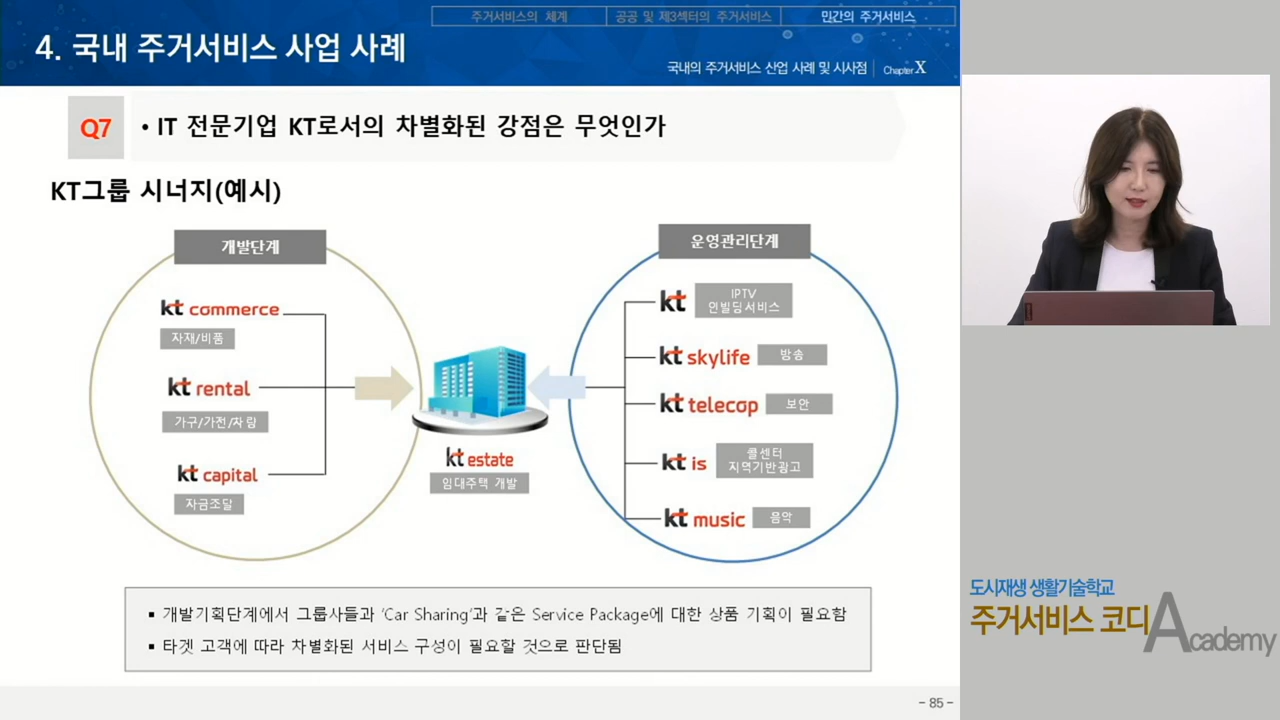 주거서비스의 체계
공공 및 제3섹터의 주거서비스
민간의 주거서비스
4. 국내 주거서비스 사업 사례
국내의 주거서비스 산업 사례 및 시사점
Chapter X
Q7
• IT 전문기업 KT로서의 차별화된 강점은 무엇인가
KT그룹 시너지(예시)
개발단계
kt commerce
자재/비품
kt rental
가구/가전/차량
kt capital
자금조달
kt estate
임대주택 개발
운영관리단계
kt
IPTV
인빌딩서비스
kt skylife
방송
kt telecop
보안
kt is
콜센터
지역기반광고
kt music
음악
▪ 개발기획단계에서 그룹사들과 'Car Sharing'과 같은 Service Package에 대한 상품 기획이 필요함
▪ 타겟 고객에 따라 차별화된 서비스 구성이 필요할 것으로 판단됨
- 85 -
도시재생 생활기술학교
주거서비스 코디
Academy